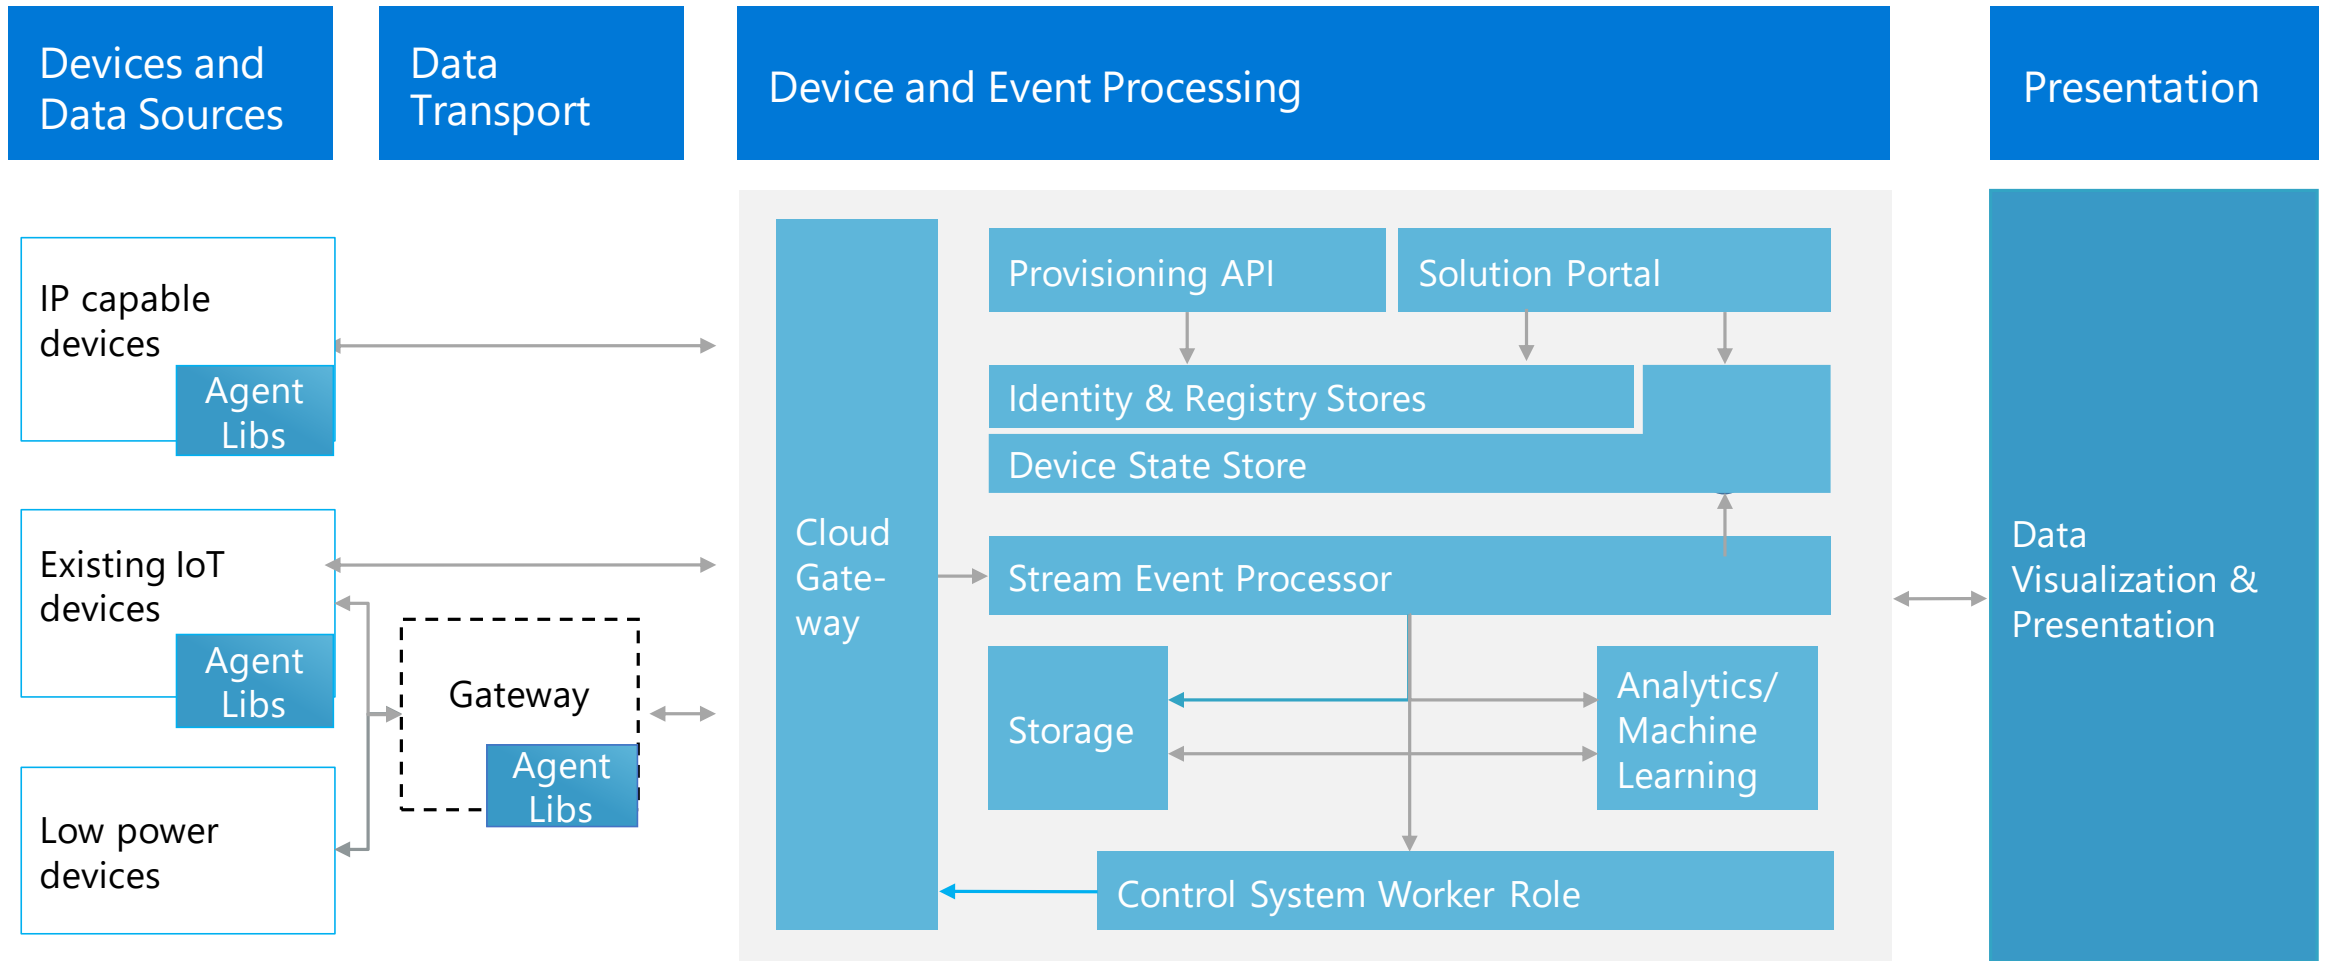 Devices and
Data Sources
Data
Transport
Device and Event Processing
Presentation
IP capable
devices
Agent
Libs
Existing IoT
devices
Agent
Libs
Low power
devices
Gateway
Agent
Libs
Cloud
Gate-
way
Provisioning API
Solution Portal
Identity & Registry Stores
Device State Store
Stream Event Processor
Storage
Analytics/
Machine
Learning
Control System Worker Role
Data
Visualization &
Presentation